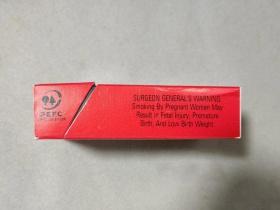 PEFC
SURGEON GENERAL'S WARNING:
Smoking By Pregnant Women May
Result in Fetal Injury, Premature
Birth, And Low Birth Weight.